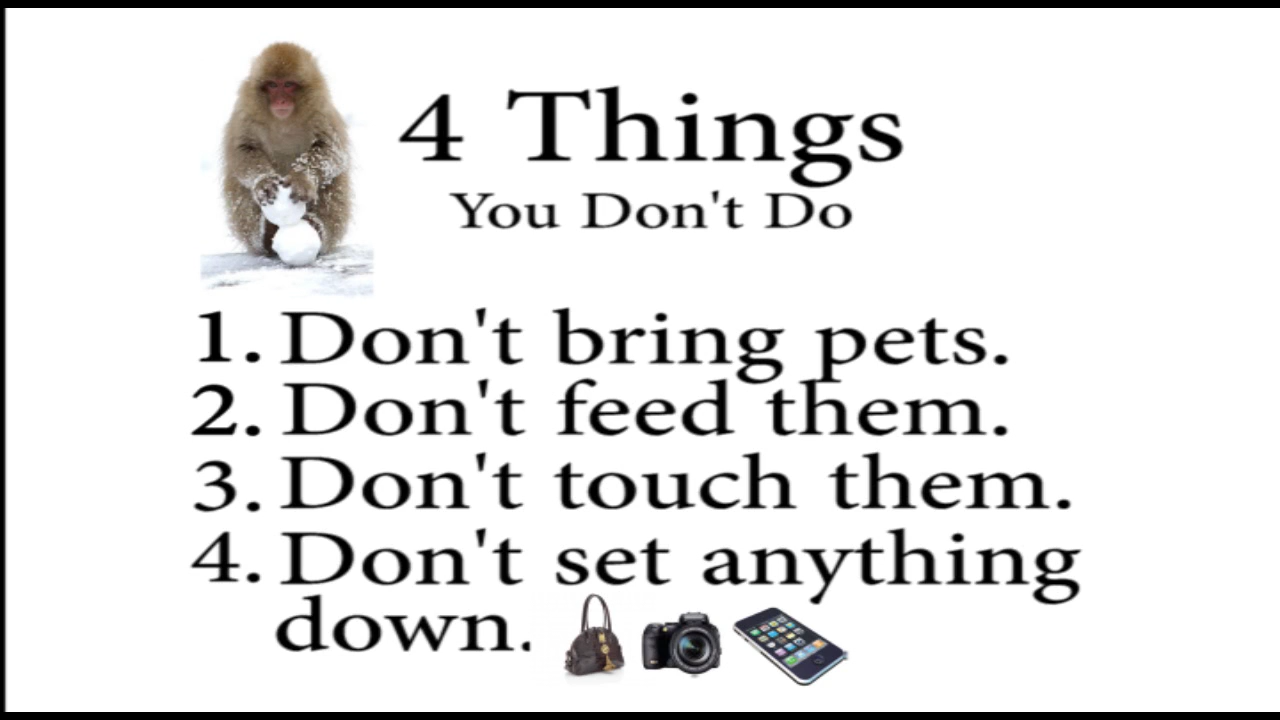 4 Things
You Don't Do
1. Don't bring pets.
2. Don't feed them.
3. Don't touch them.
4. Don't set anything
down.